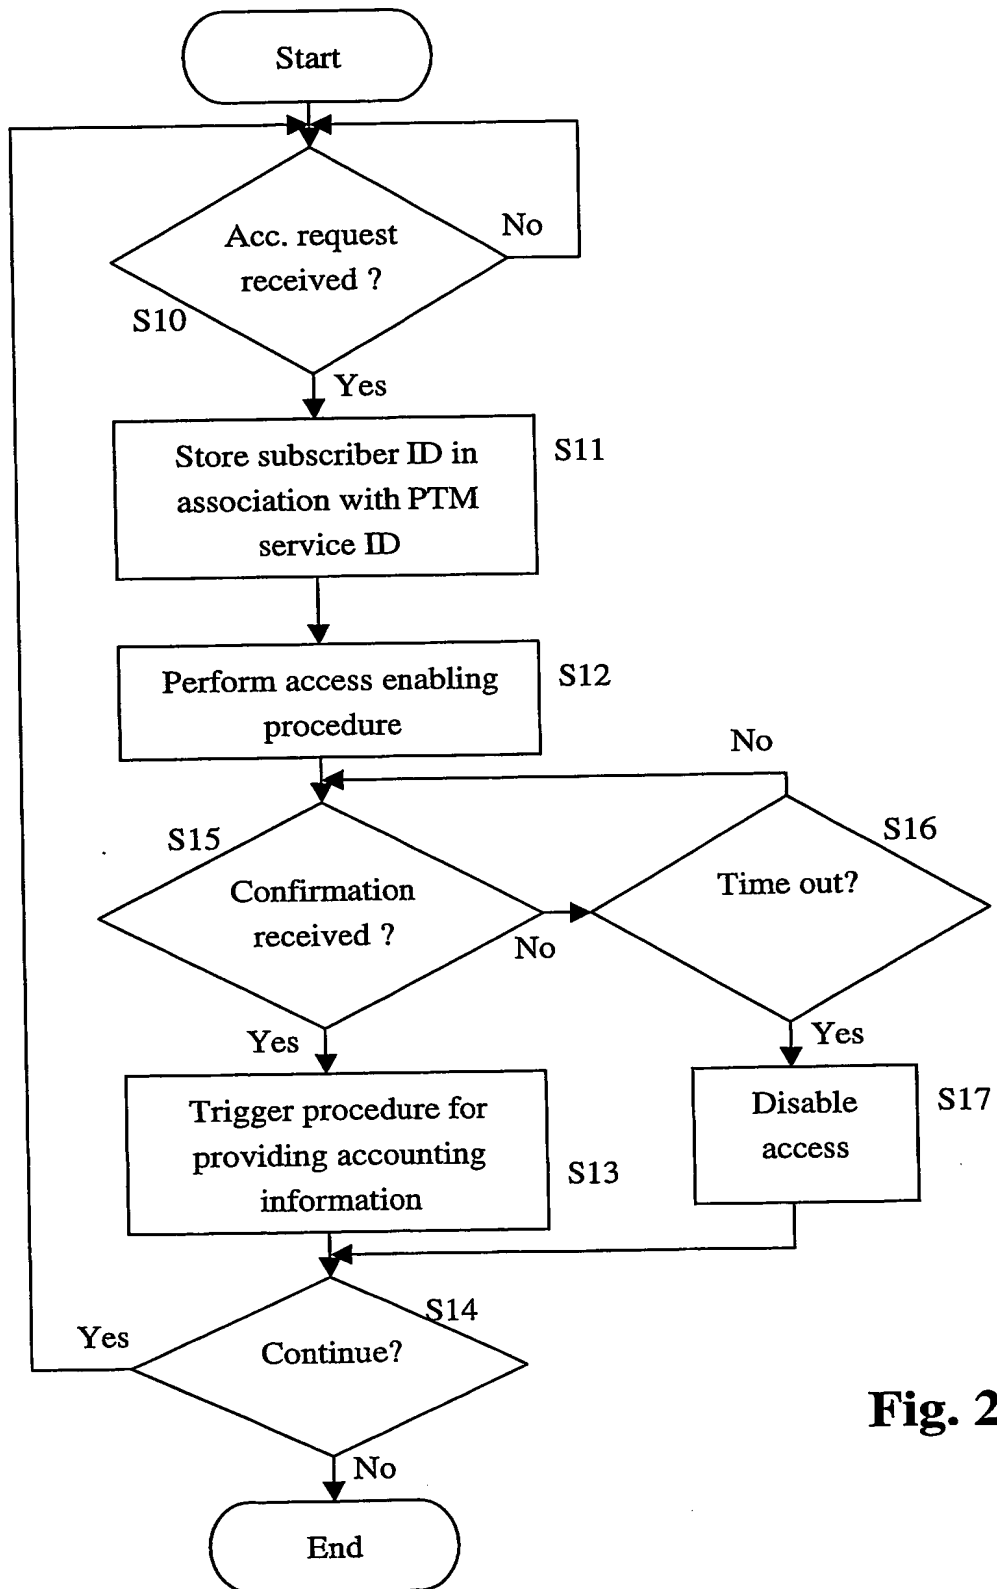 Start
No
Acc. request
received ?
S10
Yes
Store subscriber ID in
association with PTM
service ID
S11
Perform access enabling
procedure
S12
No
S15
S16
Confirmation
received ?
Time out?
No
Yes
Yes
Trigger procedure for
providing accounting
information
S13
Disable
access
S17
S14
Yes
Continue?
Fig. 2
No
End